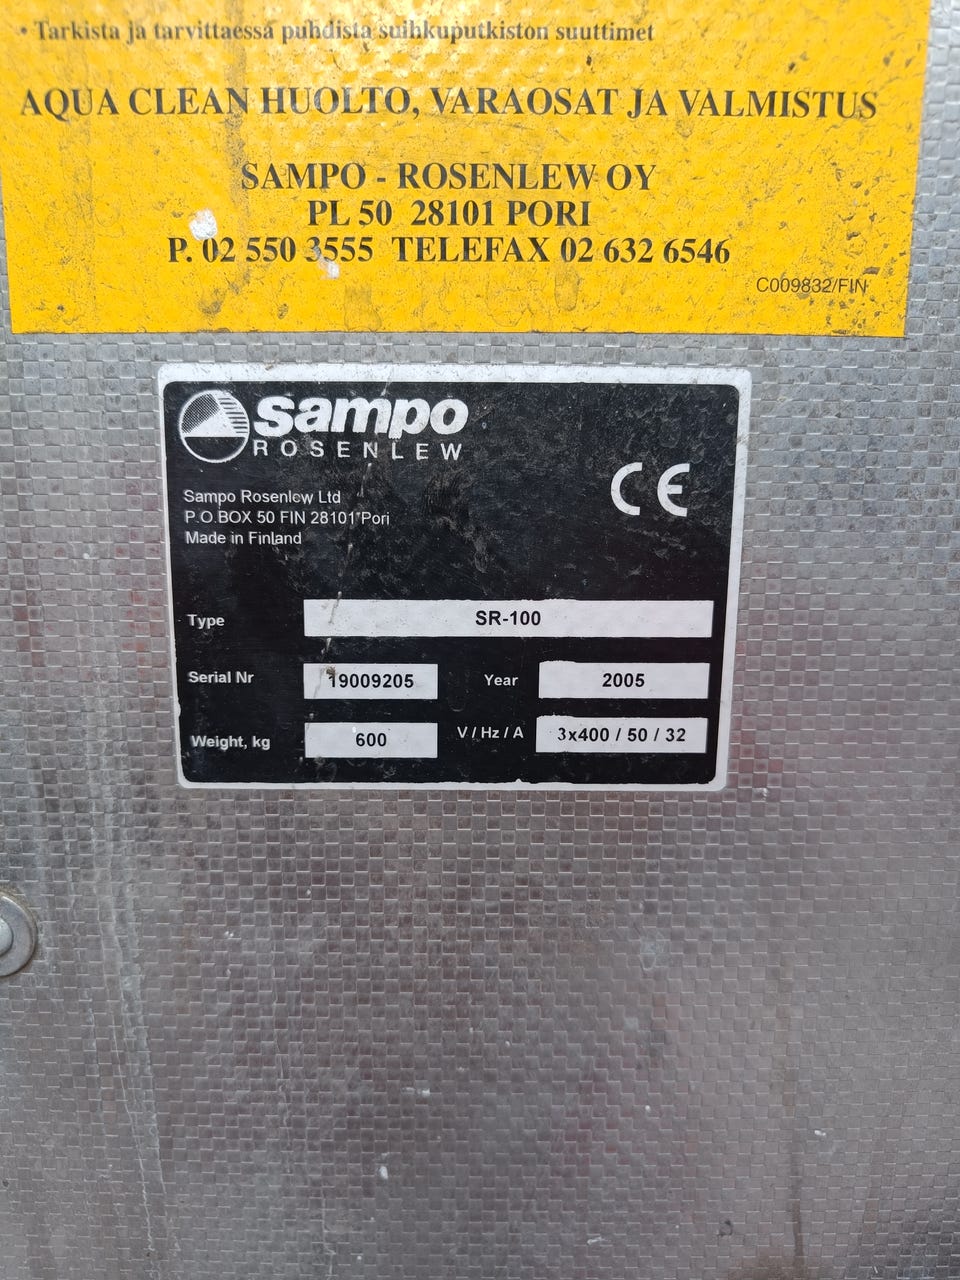 • Tarkista ja tarvittaessa puhdista suihkuputkiston suuttimet
AQUA CLEAN HUOLTO, VARAOSAT JA VALMISTUS
SAMPO - ROSENLEW OY
PL 50 28101 PORI
P. 02 550 3555 TELEFAX 02 632 6546
C009832/FIN
sampo
ROSENLEW
CE
Sampo Rosenlew Ltd
P.O.BOX 50 FIN 28101 Pori
Made in Finland
Type SR-100
Serial Nr 19009205 Year 2005
Weight, kg 600 V / Hz / A 3x400 / 50 / 32